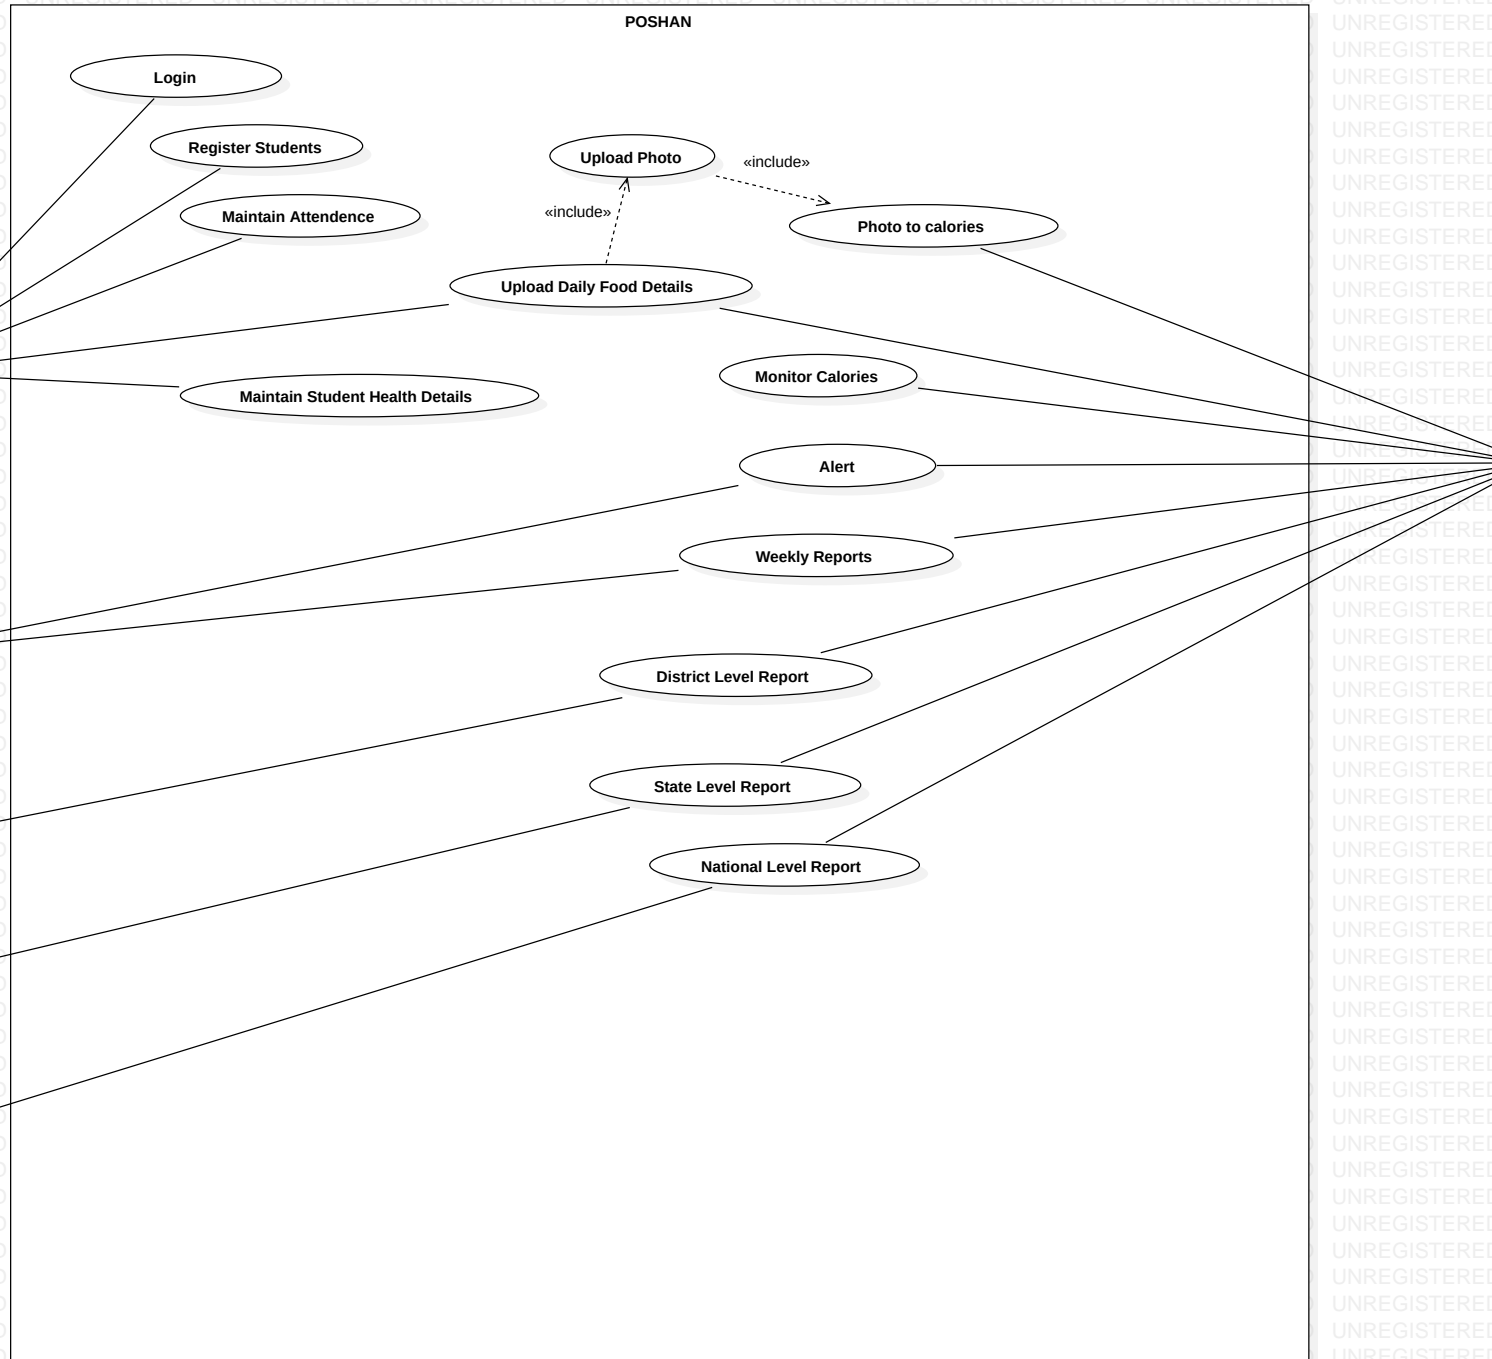 POSHAN
Login
Register Students
Upload Photo
«include»
Maintain Attendence
«include»
Photo to calories
Upload Daily Food Details
Monitor Calories
Maintain Student Health Details
Alert
Weekly Reports
District Level Report
State Level Report
National Level Report
UNREGISTERED